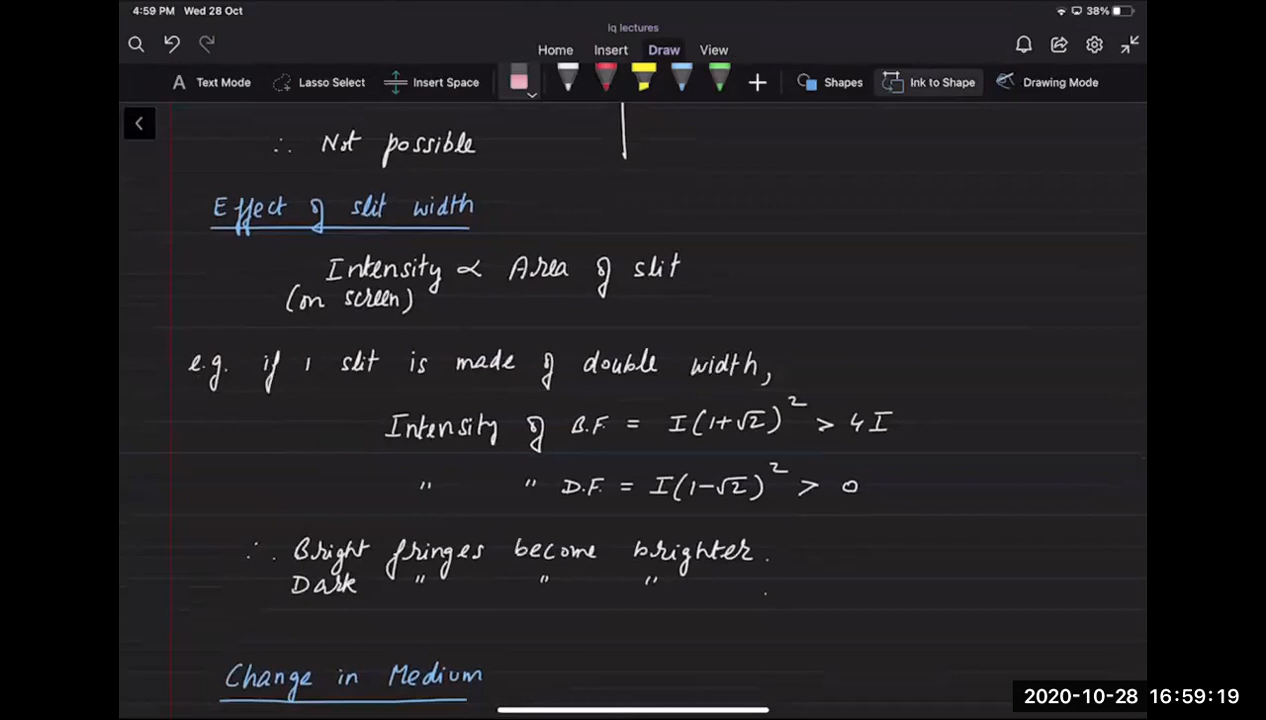 4:59 PM Wed 28 Oct
38%
lq lectures
Home Insert Draw View
Text Mode Lasso Select Insert Space Shapes Ink to Shape Drawing Mode
∴ Not possible
Effect of slit width
Intensity ∝ Area of slit
(on screen)
e.g. if 1 slit is made of double width,
Intensity of B.F. = I(1+√2)² > 4I
" " D.F. = I(1-√2)² > 0
∴ Bright fringes become brighter.
Dark " " " .
Change in Medium
2020-10-28 16:59:19